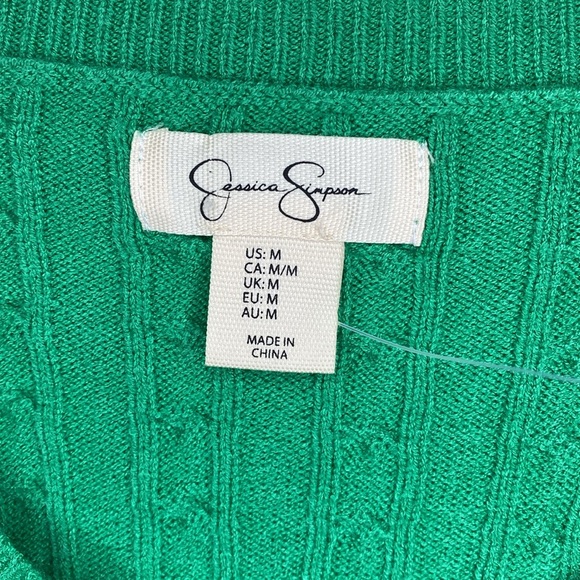 Jessica Simpson
US: M
CA: M/M
UK: M
EU: M
AU: M
MADE IN
CHINA